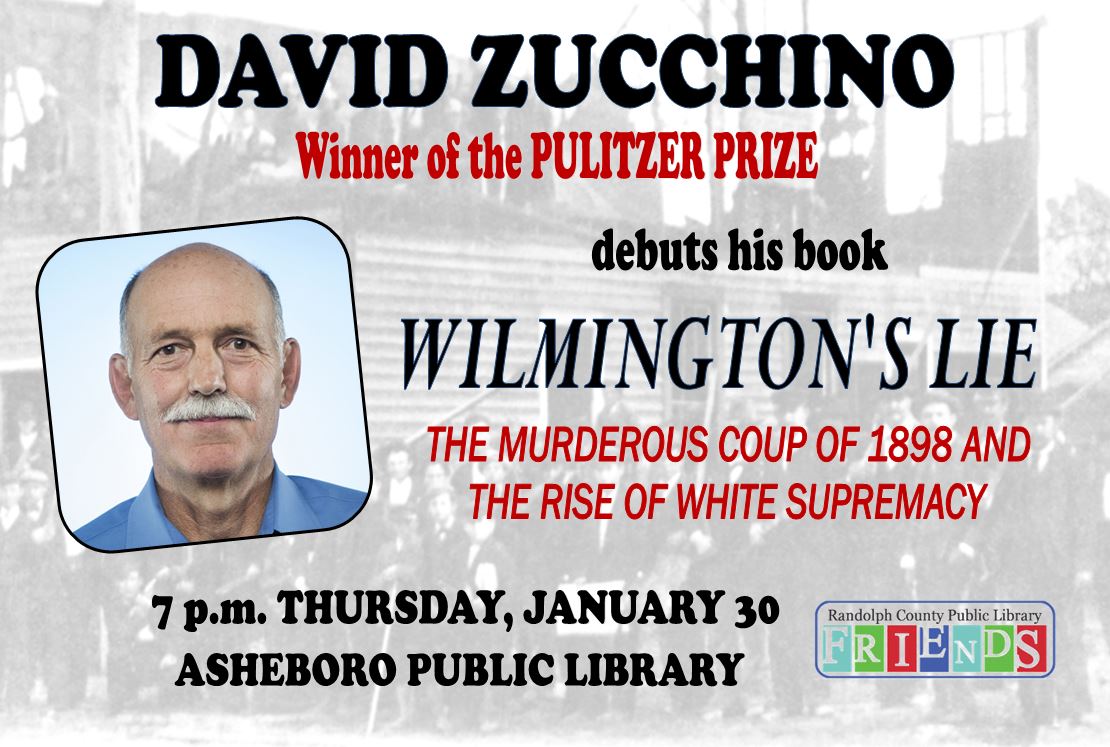 DAVID ZUCCHINO
Winner of the PULITZER PRIZE
debuts his book
WILMINGTON'S LIE
THE MURDEROUS COUP OF 1898 AND
THE RISE OF WHITE SUPREMACY
7 p.m. THURSDAY, JANUARY 30
ASHEBORO PUBLIC LIBRARY
Randolph County Public Library
FRIENDS